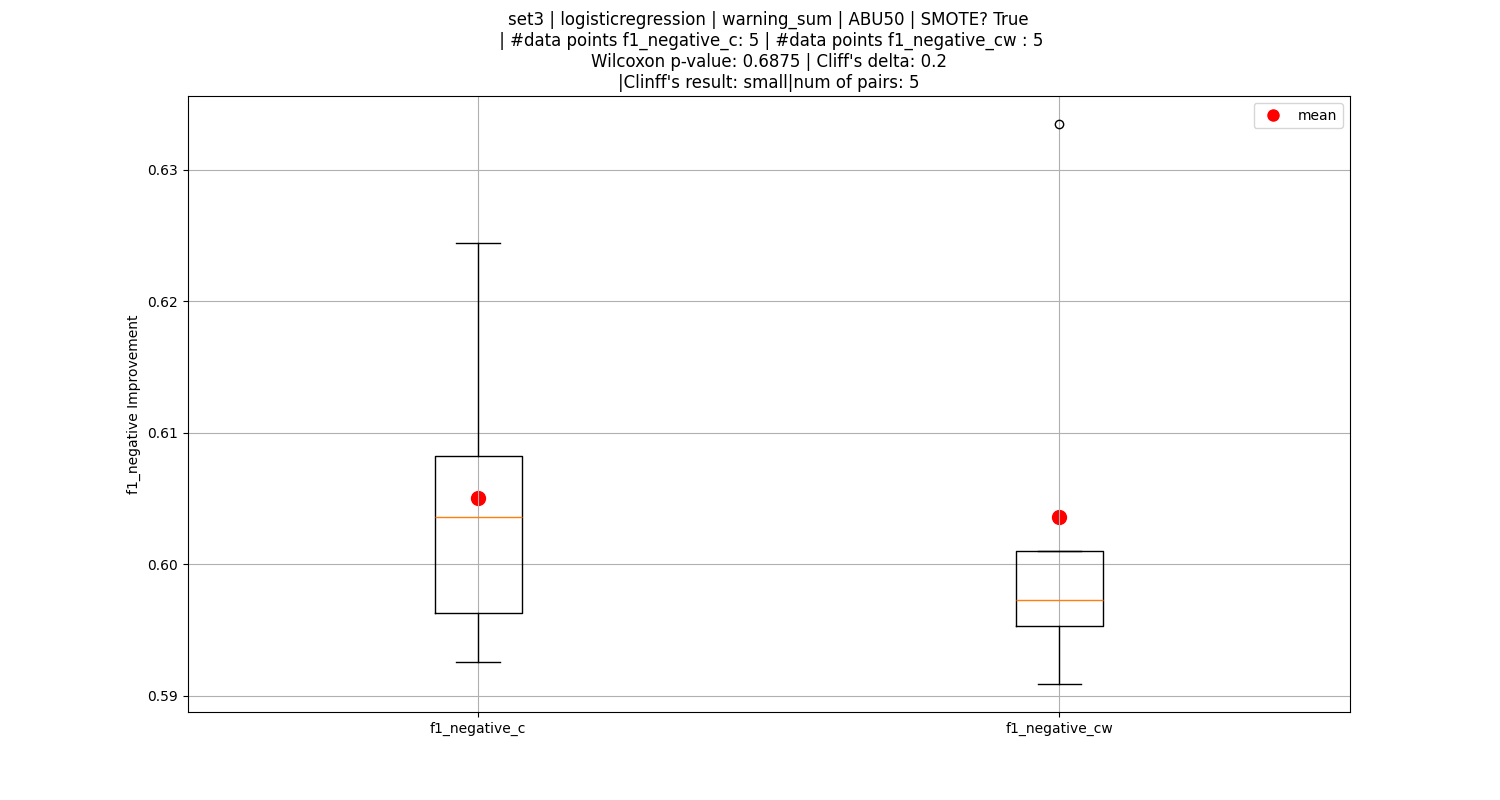 set3 | logisticregression | warning_sum | ABU50 | SMOTE? True
| #data points f1_negative_c: 5 | #data points f1_negative_cw : 5
Wilcoxon p-value: 0.6875 | Cliff's delta: 0.2
|Clinff's result: small|num of pairs: 5
mean
0.63
0.62
0.61
0.60
0.59
f1_negative Improvement
f1_negative_c
f1_negative_cw